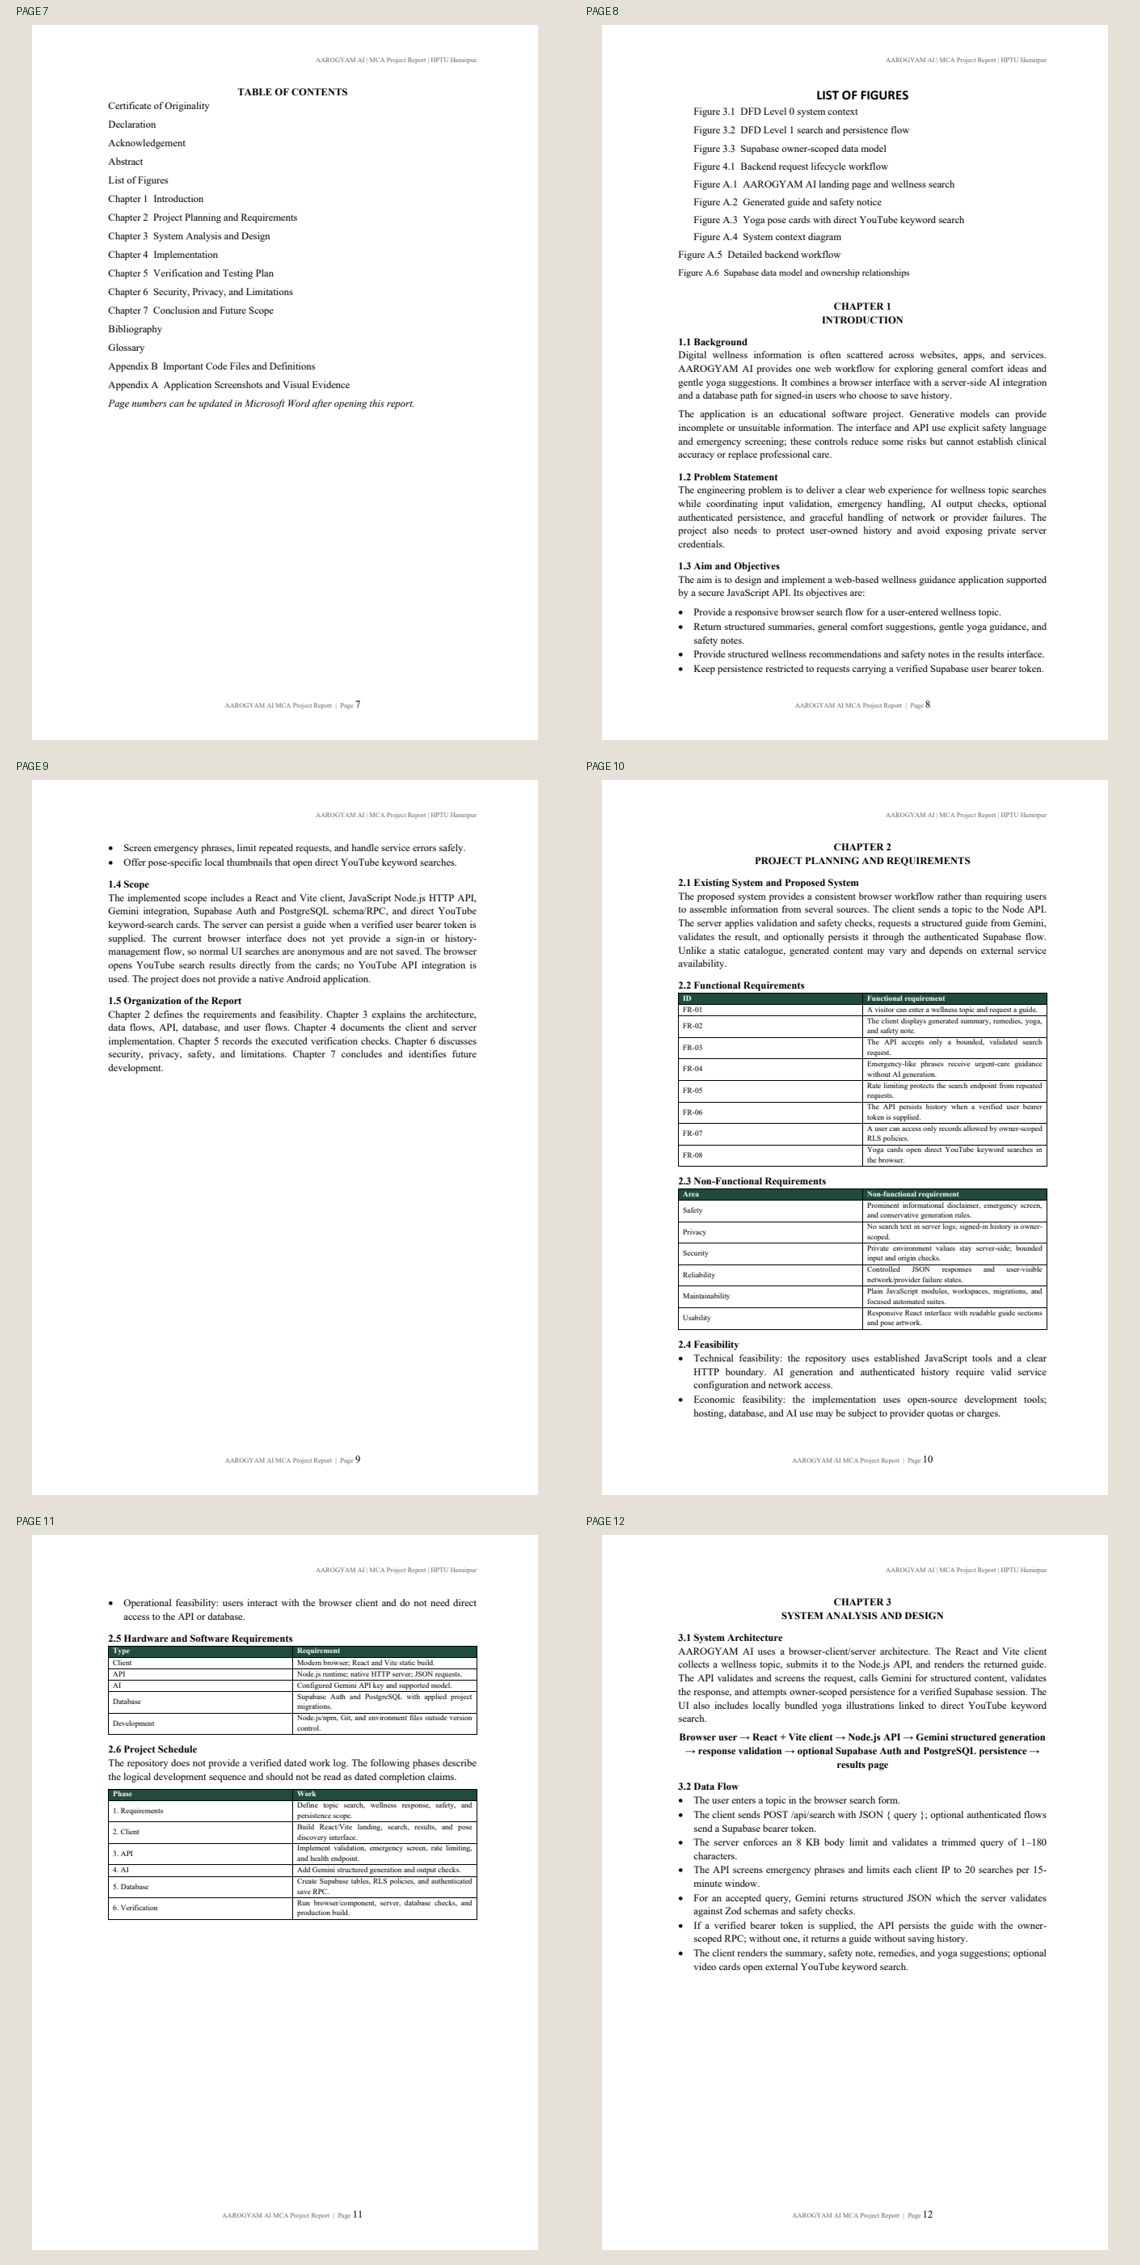 PAGE 7
AAROGYAM AI | MCA Project Report | HPTU Hamirpur
TABLE OF CONTENTS
Certificate of Originality
Declaration
Acknowledgement
Abstract
List of Figures
Chapter 1 Introduction
Chapter 2 Project Planning and Requirements
Chapter 3 System Analysis and Design
Chapter 4 Implementation
Chapter 5 Verification and Testing Plan
Chapter 6 Security, Privacy, and Limitations
Chapter 7 Conclusion and Future Scope
Bibliography
Glossary
Appendix B Important Code Files and Definitions
Appendix A Application Screenshots and Visual Evidence
Page numbers can be updated in Microsoft Word after opening this report.
AAROGYAM AI MCA Project Report | Page 7
PAGE 8
AAROGYAM AI | MCA Project Report | HPTU Hamirpur
LIST OF FIGURES
Figure 3.1 DFD Level 0 system context
Figure 3.2 DFD Level 1 search and persistence flow
Figure 3.3 Supabase owner-scoped data model
Figure 4.1 Backend request lifecycle workflow
Figure A.1 AAROGYAM AI landing page and wellness search
Figure A.2 Generated guide and safety notice
Figure A.3 Yoga pose cards with direct YouTube keyword search
Figure A.4 System context diagram
Figure A.5 Detailed backend workflow
Figure A.6 Supabase data model and ownership relationships
CHAPTER 1
INTRODUCTION
1.1 Background
Digital wellness information is often scattered across websites, apps, and services.
AAROGYAM AI provides one web workflow for exploring general comfort ideas and
gentle yoga suggestions. It combines a browser interface with a server-side AI integration
and a database path for signed-in users who choose to save history.
The application is an educational software project. Generative models can provide
incomplete or unsuitable information. The interface and API use explicit safety language
and emergency screening; these controls reduce some risks but cannot establish clinical
accuracy or replace professional care.
1.2 Problem Statement
The engineering problem is to deliver a clear web experience for wellness topic searches
while coordinating input validation, emergency handling, AI output checks, optional
authenticated persistence, and graceful handling of network or provider failures. The
project also needs to protect user-owned history and avoid exposing private server
credentials.
1.3 Aim and Objectives
The aim is to design and implement a web-based wellness guidance application supported
by a secure JavaScript API. Its objectives are:
• Provide a responsive browser search flow for a user-entered wellness topic.
• Return structured summaries, general comfort suggestions, gentle yoga guidance, and
safety notes.
• Provide structured wellness recommendations and safety notes in the results interface.
• Keep persistence restricted to requests carrying a verified Supabase user bearer token.
AAROGYAM AI MCA Project Report | Page 8
PAGE 9
AAROGYAM AI | MCA Project Report | HPTU Hamirpur
• Screen emergency phrases, limit repeated requests, and handle service errors safely.
• Offer pose-specific local thumbnails that open direct YouTube keyword searches.
1.4 Scope
The implemented scope includes a React and Vite client, JavaScript Node.js HTTP API,
Gemini integration, Supabase Auth and PostgreSQL schema/RPC, and direct YouTube
keyword-search cards. The server can persist a guide when a verified user bearer token is
supplied. The current browser interface does not yet provide a sign-in or history-
management flow, so normal UI searches are anonymous and are not saved. The browser
opens YouTube search results directly from the cards; no YouTube API integration is
used. The project does not provide a native Android application.
1.5 Organization of the Report
Chapter 2 defines the requirements and feasibility. Chapter 3 explains the architecture,
data flows, API, database, and user flows. Chapter 4 documents the client and server
implementation. Chapter 5 records the executed verification checks. Chapter 6 discusses
security, privacy, safety, and limitations. Chapter 7 concludes and identifies future
development.
AAROGYAM AI MCA Project Report | Page 9
PAGE 10
AAROGYAM AI | MCA Project Report | HPTU Hamirpur
CHAPTER 2
PROJECT PLANNING AND REQUIREMENTS
2.1 Existing System and Proposed System
The proposed system provides a consistent browser workflow rather than requiring users
to assemble information from several sources. The client sends a topic to the Node API.
The server applies validation and safety checks, requests a structured guide from Gemini,
validates the result, and optionally persists it through the authenticated Supabase flow.
Unlike a static catalogue, generated content may vary and depends on external service
availability.
2.2 Functional Requirements
ID Functional requirement
FR-01 A visitor can enter a wellness topic and request a guide.
FR-02 The client displays generated summary, remedies, yoga,
and safety note.
FR-03 The API accepts only a bounded, validated search
request.
FR-04 Emergency-like phrases receive urgent-care guidance
without AI generation.
FR-05 Rate limiting protects the search endpoint from repeated
requests.
FR-06 The API persists history when a verified user bearer
token is supplied.
FR-07 A user can access only records allowed by owner-scoped
RLS policies.
FR-08 Yoga cards open direct YouTube keyword searches in
the browser.
2.3 Non-Functional Requirements
Area Non-functional requirement
Safety Prominent informational disclaimer, emergency screen,
and conservative generation rules.
Privacy No search text in server logs; signed-in history is owner-
scoped.
Security Private environment values stay server-side; bounded
input and origin checks.
Reliability Controlled JSON responses and user-visible
network/provider failure states.
Maintainability Plain JavaScript modules, workspaces, migrations, and
focused automated suites.
Usability Responsive React interface with readable guide sections
and pose artwork.
2.4 Feasibility
• Technical feasibility: the repository uses established JavaScript tools and a clear
HTTP boundary. AI generation and authenticated history require valid service
configuration and network access.
• Economic feasibility: the implementation uses open-source development tools;
hosting, database, and AI use may be subject to provider quotas or charges.
AAROGYAM AI MCA Project Report | Page 10
PAGE 11
AAROGYAM AI | MCA Project Report | HPTU Hamirpur
• Operational feasibility: users interact with the browser client and do not need direct
access to the API or database.
2.5 Hardware and Software Requirements
Type Requirement
Client Modern browser; React and Vite static build.
API Node.js runtime; native HTTP server; JSON requests.
AI Configured Gemini API key and supported model.
Database Supabase Auth and PostgreSQL with applied project
migrations.
Development Node.js/npm, Git, and environment files outside version
control.
2.6 Project Schedule
The repository does not provide a verified dated work log. The following phases describe
the logical development sequence and should not be read as dated completion claims.
Phase Work
1. Requirements Define topic search, wellness response, safety, and
persistence scope.
2. Client Build React/Vite landing, search, results, and pose
discovery interface.
3. API Implement validation, emergency screen, rate limiting,
and health endpoint.
4. AI Add Gemini structured generation and output checks.
5. Database Create Supabase tables, RLS policies, and authenticated
save RPC.
6. Verification Run browser/component, server, database checks, and
production build.
AAROGYAM AI MCA Project Report | Page 11
PAGE 12
AAROGYAM AI | MCA Project Report | HPTU Hamirpur
CHAPTER 3
SYSTEM ANALYSIS AND DESIGN
3.1 System Architecture
AAROGYAM AI uses a browser-client/server architecture. The React and Vite client
collects a wellness topic, submits it to the Node.js API, and renders the returned guide.
The API validates and screens the request, calls Gemini for structured content, validates
the response, and attempts owner-scoped persistence for a verified Supabase session. The
UI also includes locally bundled yoga illustrations linked to direct YouTube keyword
search.
Browser user → React + Vite client → Node.js API → Gemini structured generation
→ response validation → optional Supabase Auth and PostgreSQL persistence →
results page
3.2 Data Flow
• The user enters a topic in the browser search form.
• The client sends POST /api/search with JSON { query }; optional authenticated flows
send a Supabase bearer token.
• The server enforces an 8 KB body limit and validates a trimmed query of 1–180
characters.
• The API screens emergency phrases and limits each client IP to 20 searches per 15-
minute window.
• For an accepted query, Gemini returns structured JSON which the server validates
against Zod schemas and safety checks.
• If a verified bearer token is supplied, the API persists the guide with the owner-
scoped RPC; without one, it returns a guide without saving history.
• The client renders the summary, safety note, remedies, and yoga suggestions; optional
video cards open external YouTube keyword search.
AAROGYAM AI MCA Project Report | Page 12